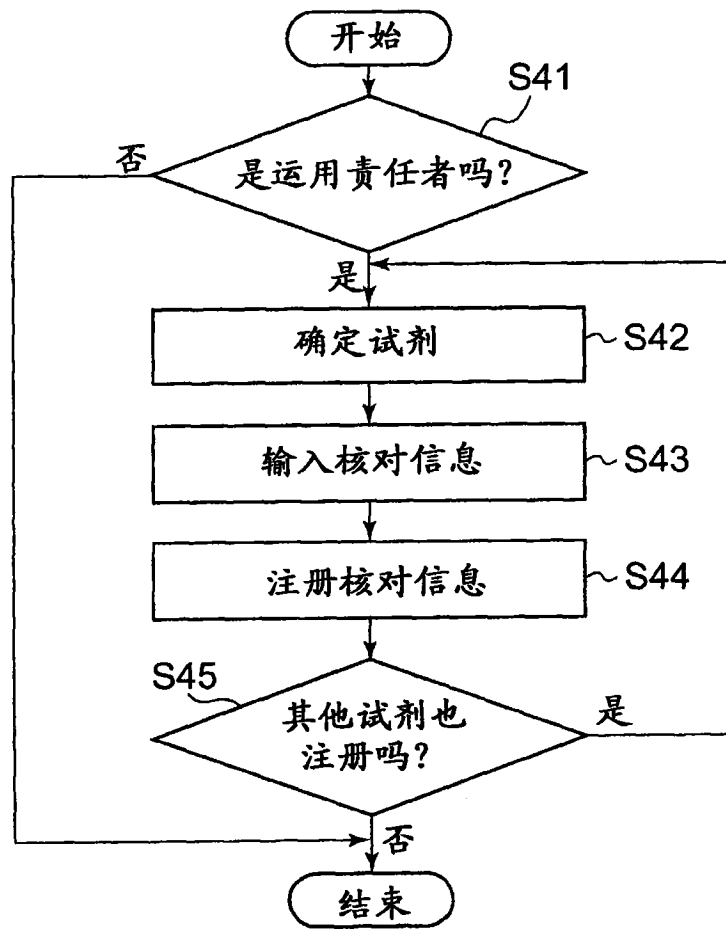 开始
S41
否
是运用责任者吗?
是
确定试剂
S42
输入核对信息
S43
注册核对信息
S44
S45
其他试剂也
注册吗?
是
否
结束